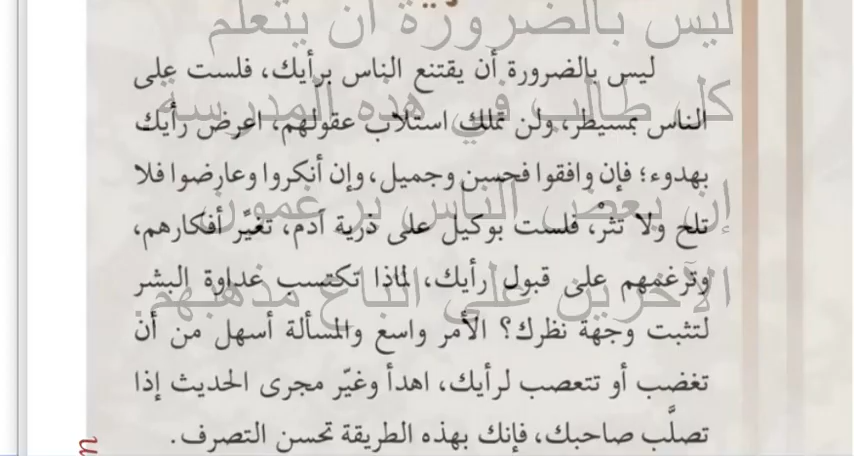 ليس بالضرورة أن يتعلم
ليس بالضرورة أن يقتنع الناس برأيك، فلست على
كل طالب في هذه المدرسة
الناس بمسيطر، ولن تملك استلاب عقولهم، اعرض رأيك
بهدوء؛ فإن وافقوا فحسن وجميل، وإن أنكروا وعارضوا فلا
إن بعض الناس يرغمون
تلح ولا تثرْ، فلست بوكيل على ذرية آدم، تغيّر أفكارهم،
وترغمهم على قبول رأيك، لماذا تكتسب عداوة البشر
الآخرين على اتباع مذهبهم.
لتثبت وجهة نظرك؟ الأمر واسع والمسألة أسهل من أن
تغضب أو تتعصب لرأيك، اهدأ وغيّر مجرى الحديث إذا
تصلَّب صاحبك، فإنك بهذه الطريقة تحسن التصرف.